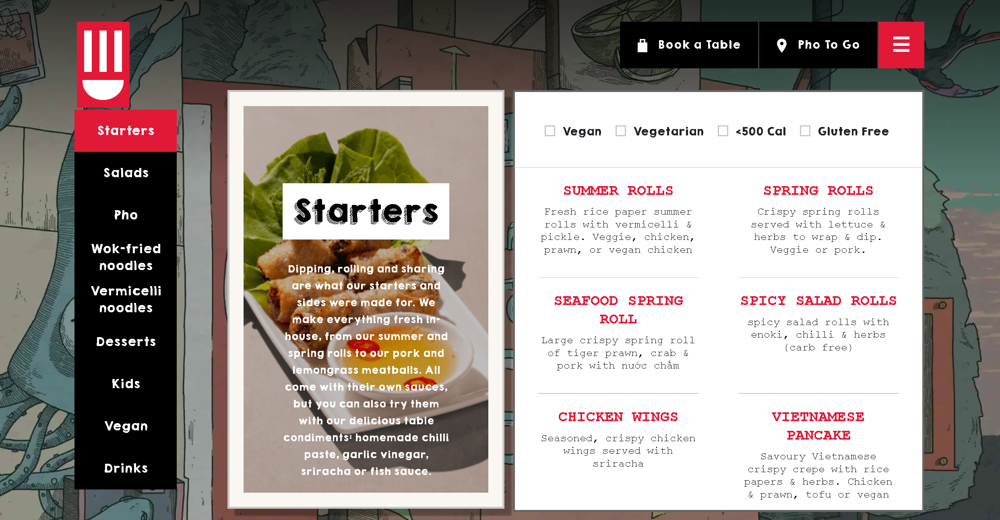 Book a Table
Pho To Go
Starters
Salads
Pho
Wok-fried
noodles
Vermicelli
noodles
Desserts
Kids
Vegan
Drinks
Starters
Dipping, rolling and sharing
are what our starters and
sides were made for. We
make everything fresh in-
house, from our summer and
spring rolls to our pork and
lemongrass meatballs. All
come with their own sauces,
but you can also try them
with our delicious table
condiments: homemade chilli
paste, garlic vinegar,
sriracha or fish sauce.
Vegan
Vegetarian
<500 Cal
Gluten Free
SUMMER ROLLS
Fresh rice paper summer
rolls with vermicelli &
pickle. Veggie, chicken,
prawn, or vegan chicken
SPRING ROLLS
Crispy spring rolls
served with lettuce &
herbs to wrap & dip.
Veggie or pork.
SEAFOOD SPRING
ROLL
Large crispy spring roll
of tiger prawn, crab &
pork with nuớc chấm
SPICY SALAD ROLLS
spicy salad rolls with
enoki, chilli & herbs
(carb free)
CHICKEN WINGS
Seasoned, crispy chicken
wings served with
sriracha
VIETNAMESE
PANCAKE
Savoury Vietnamese
crispy crepe with rice
papers & herbs. Chicken
& prawn, tofu or vegan